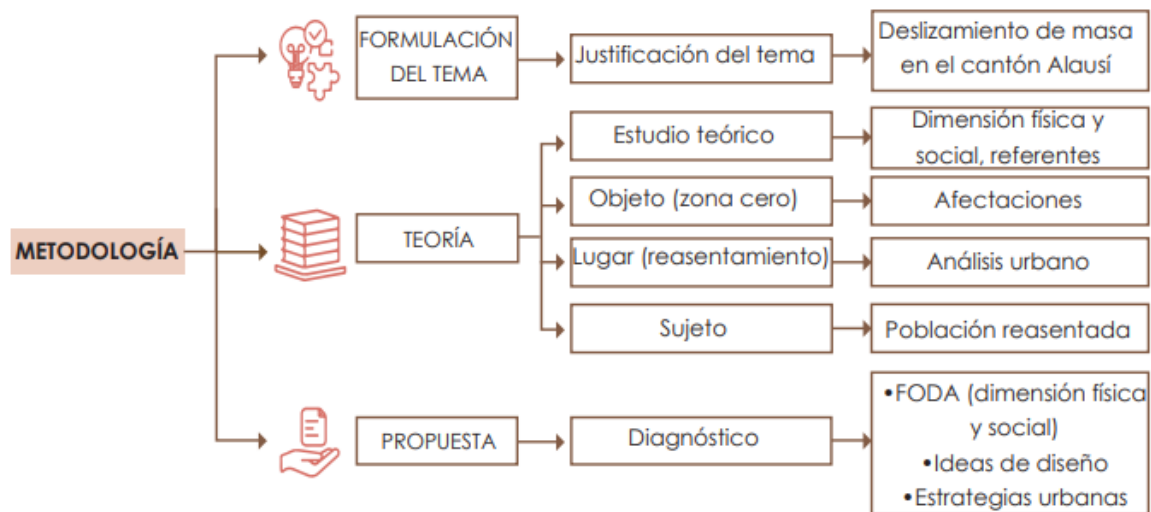 FORMULACIÓN
DEL TEMA
Justificación del tema
Deslizamiento de masa
en el cantón Alausí
Estudio teórico
Dimensión física y
social, referentes
Objeto (zona cero)
Afectaciones
METODOLOGÍA
TEORÍA
Lugar (reasentamiento)
Análisis urbano
Sujeto
Población reasentada
PROPUESTA
Diagnóstico
•FODA (dimensión física
y social)
•Ideas de diseño
•Estrategias urbanas